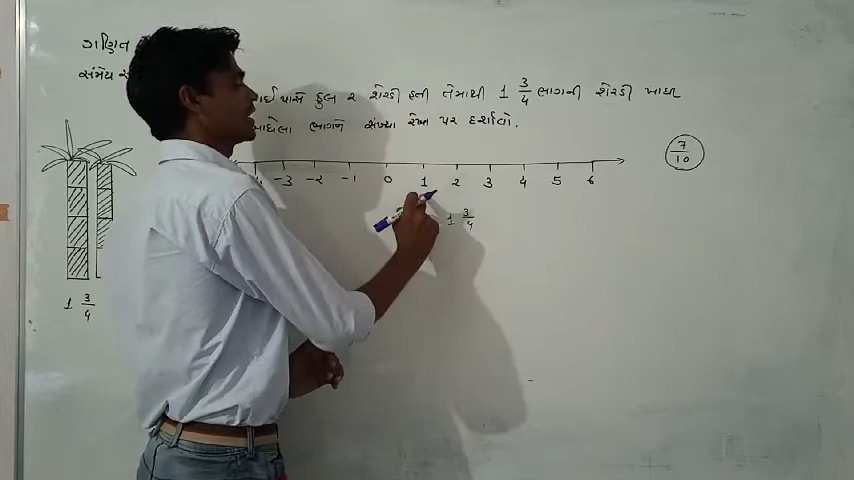 ગણિત
સંમેય સ
ભાઈ પાસે કુલ ૨ શેરડી હતી તેમાથી 1 3/4 ભાગની શેરડી ખાધા
ખાધેલા ભાગને સંખ્યા રેખા પર દર્શાવો.
-3 -2 -1 0 1 2 3 4 5 6
7/10
1 3/4
1 3/4